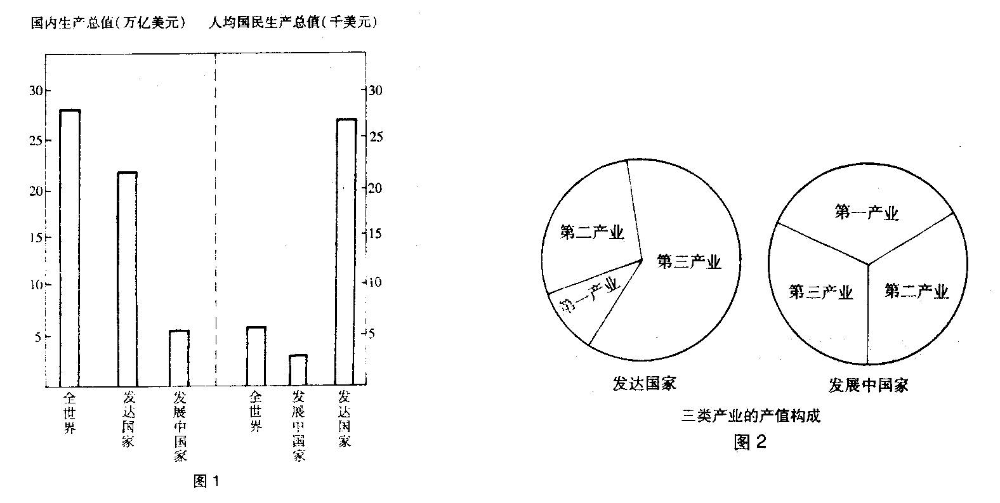 国内生产总值(万亿美元) 人均国民生产总值(千美元)
30
25
20
15
10
5
30
25
20
15
10
5
全世界
发达国家
发展中国家
全世界
发展中国家
发达国家
图1
第二产业
第三产业
第一产业
发达国家
第一产业
第三产业
第二产业
发展中国家
三类产业的产值构成
图2